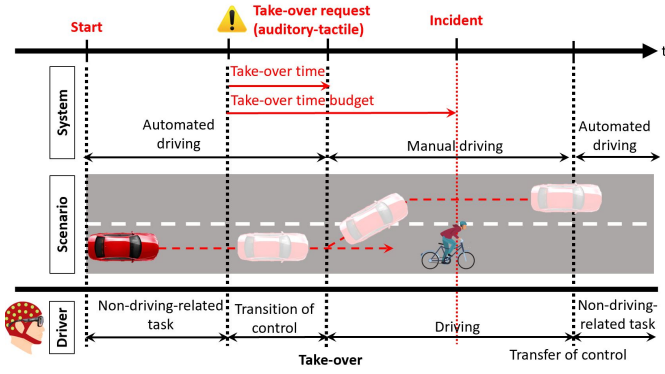 Start
Take-over request
(auditory-tactile)
Incident
t
System
Take-over time
Take-over time budget
Automated
driving
Manual driving
Automated
driving
Scenario
Driver
Non-driving-related
task
Transition of
control
Driving
Non-driving-
related task
Take-over
Transfer of control